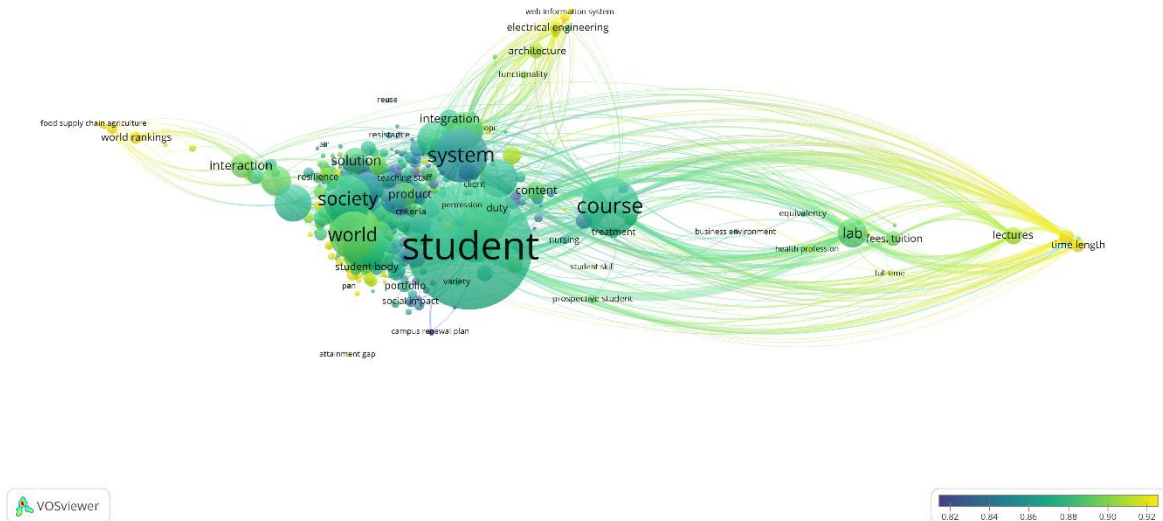 web information system
electrical engineering
architecture
functionality
reuse
food supply chain agriculture
world rankings
integration
opc
resistance
air
interaction
solution
system
resilience
teaching staff
client
content
society
product
permission
duty
criteria
course
equivalency
world
student
nursing
treatment
business environment
lab
fees, tuition
lectures
time length
health profession
student body
student skill
full time
pan
portfolio
variety
social impact
prospective student
campus renewal plan
attainment gap
VOSviewer
0.82 0.84 0.86 0.88 0.90 0.92